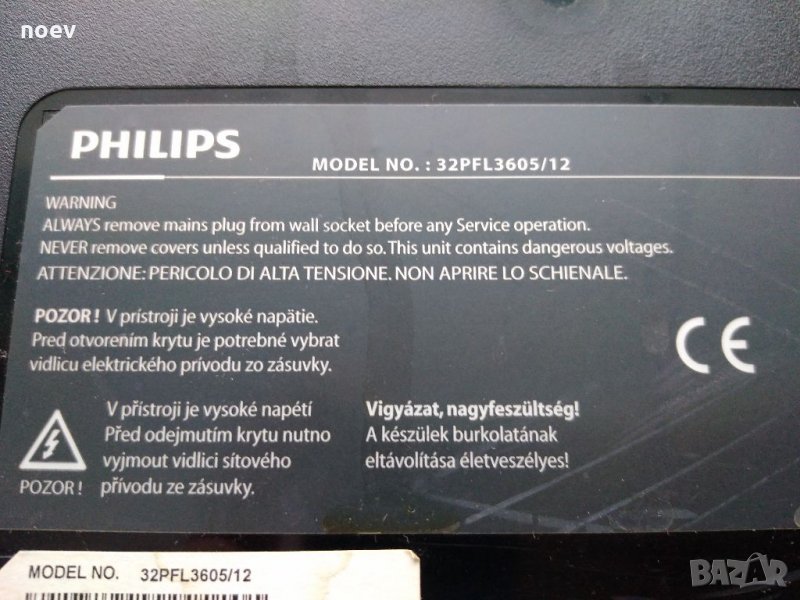 noev
PHILIPS
MODEL NO. : 32PFL3605/12
WARNING
ALWAYS remove mains plug from wall socket before any Service operation.
NEVER remove covers unless qualified to do so. This unit contains dangerous voltages.
ATTENZIONE: PERICOLO DI ALTA TENSIONE. NON APRIRE LO SCHIENALE.
POZOR! V prístroji je vysoké napätie.
Pred otvorením krytu je potrebné vybrat
vidlicu elektrického prívodu zo zásuvky.
V přístroji je vysoké napětí
Před odejmutím krytu nutno
vyjmout vidlici sítového
přívodu ze zásuvky.
POZOR!
Vigyázat, nagyfeszültség!
A készülek burkolatának
eltávolítása életveszélyes!
CE
MODEL NO. 32PFL3605/12
BAZAR